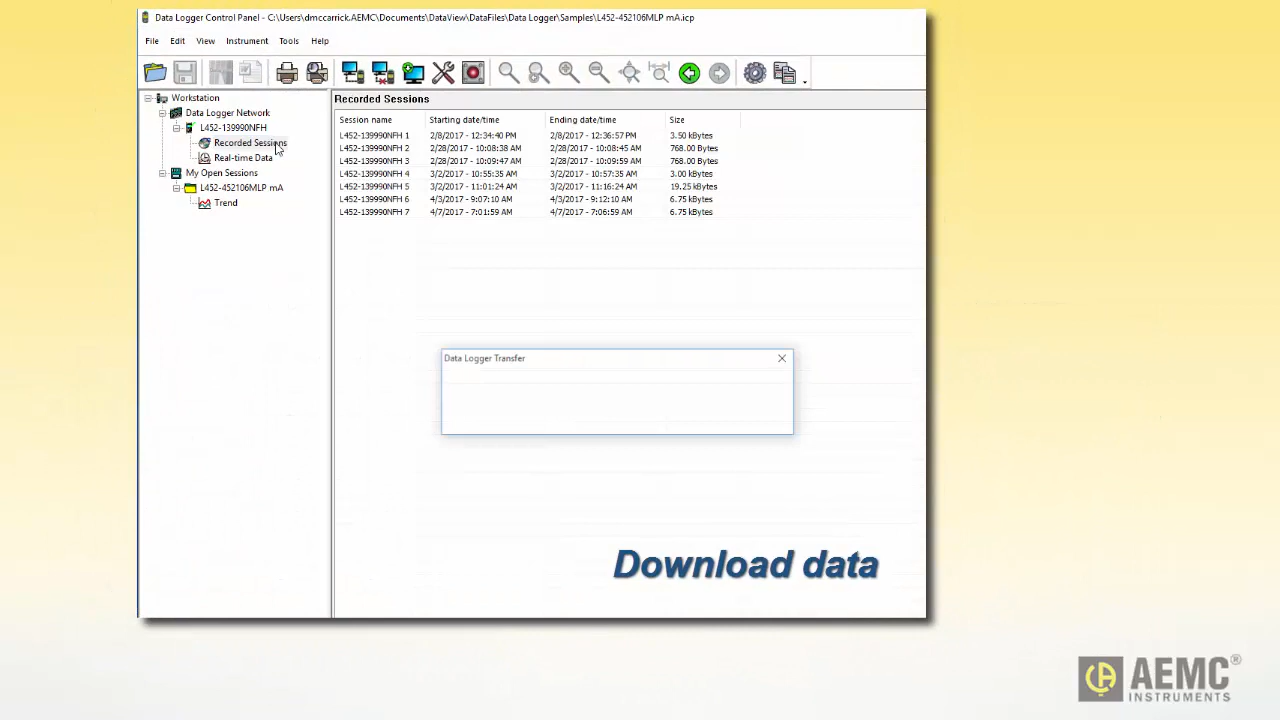 Data Logger Control Panel - C:\Users\dmccarrick.AEMC\Documents\DataView\DataFiles\Data Logger\Samples\L452-452106MLP mA.icp
File Edit View Instrument Tools Help
Workstation
Data Logger Network
L452-139990NFH
Recorded Sessions
Real-time Data
My Open Sessions
L452-452106MLP mA
Trend
Recorded Sessions
Session name Starting date/time Ending date/time Size
L452-139990NFH 1 2/8/2017 - 12:34:40 PM 2/8/2017 - 12:36:57 PM 3.50 kBytes
L452-139990NFH 2 2/28/2017 - 10:08:38 AM 2/28/2017 - 10:08:45 AM 768.00 Bytes
L452-139990NFH 3 2/28/2017 - 10:09:47 AM 2/28/2017 - 10:09:59 AM 768.00 Bytes
L452-139990NFH 4 3/2/2017 - 10:55:35 AM 3/2/2017 - 10:57:35 AM 3.00 kBytes
L452-139990NFH 5 3/2/2017 - 11:01:24 AM 3/2/2017 - 11:16:24 AM 19.25 kBytes
L452-139990NFH 6 4/3/2017 - 9:07:10 AM 4/3/2017 - 9:12:10 AM 6.75 kBytes
L452-139990NFH 7 4/7/2017 - 7:01:59 AM 4/7/2017 - 7:06:59 AM 6.75 kBytes
Data Logger Transfer
Download data
AEMC®
INSTRUMENTS